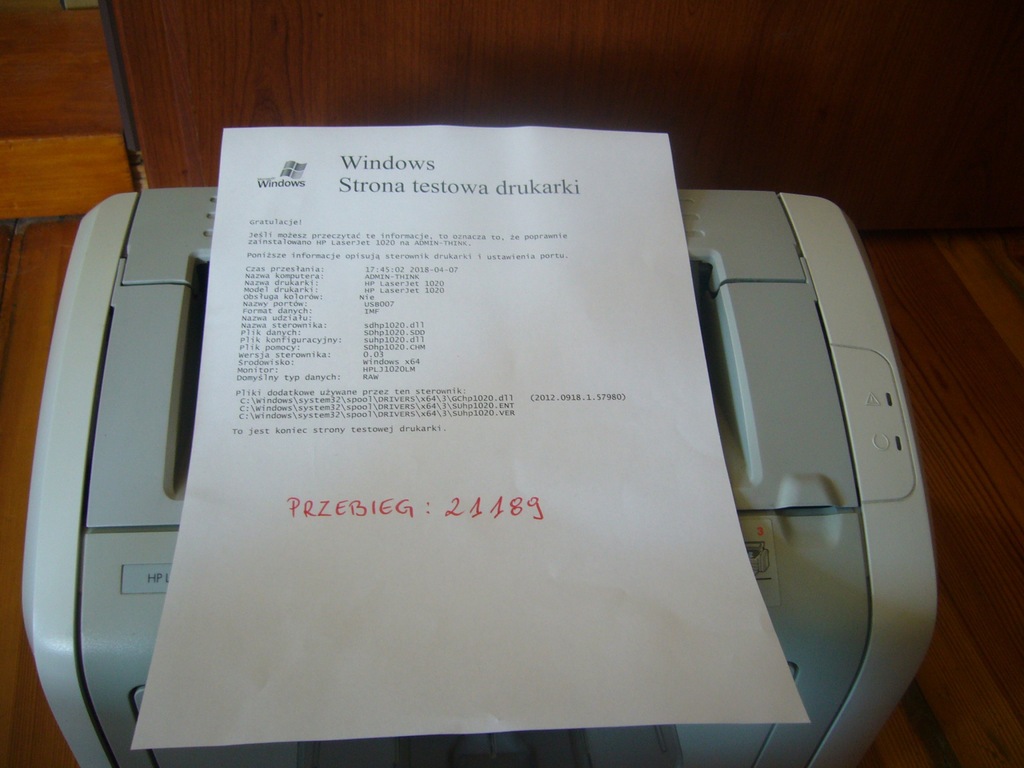 Windows
Strona testowa drukarki
Windows
Gratulacje!
Jeśli możesz przeczytać te informacje, to oznacza to, że poprawnie
zainstalowano HP LaserJet 1020 na ADMIN-THINK.
Poniższe informacje opisują sterownik drukarki i ustawienia portu.
Czas przesłania: 17:45:02 2018-04-07
Nazwa komputera: ADMIN-THINK
Nazwa drukarki: HP LaserJet 1020
Model drukarki: HP LaserJet 1020
Obsługa kolorów: Nie
Nazwy portów: USB007
Format danych: IMF
Nazwa udziału:
Nazwa sterownika: sdhp1020.dll
Plik danych: SDhp1020.SDD
Plik konfiguracyjny: suhp1020.dll
Plik pomocy: SDhp1020.CHM
Wersja sterownika: 0.03
Środowisko: Windows x64
Monitor: HPLJ1020LM
Domyślny typ danych: RAW
Pliki dodatkowe używane przez ten sterownik:
C:\Windows\system32\spool\DRIVERS\x64\3\GChp1020.dll (2012.0918.1.57980)
C:\Windows\system32\spool\DRIVERS\x64\3\SUhp1020.ENT
C:\Windows\system32\spool\DRIVERS\x64\3\SUhp1020.VER
To jest koniec strony testowej drukarki.
PRZEBIEG: 21189
3
HP L